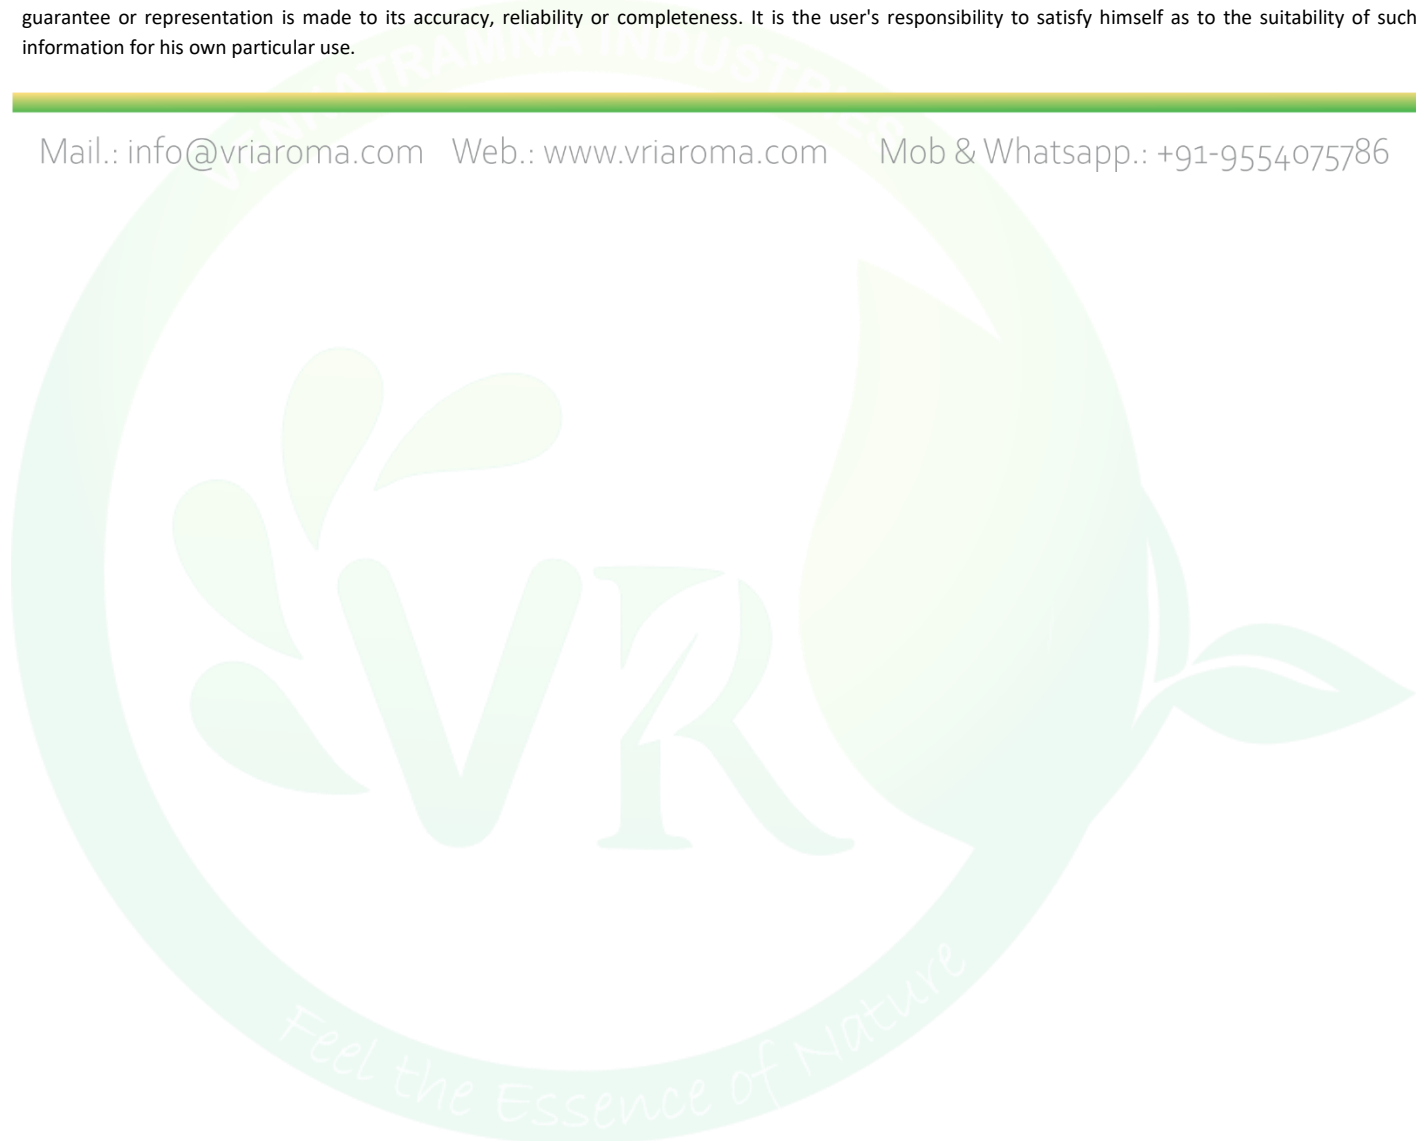 guarantee or representation is made to its accuracy, reliability or completeness. It is the user's responsibility to satisfy himself as to the suitability of such
information for his own particular use.
Mail.: info@vriaroma.com Web.: www.vriaroma.com Mob & Whatsapp.: +91-9554075786
VR
Feel the Essence of Nature